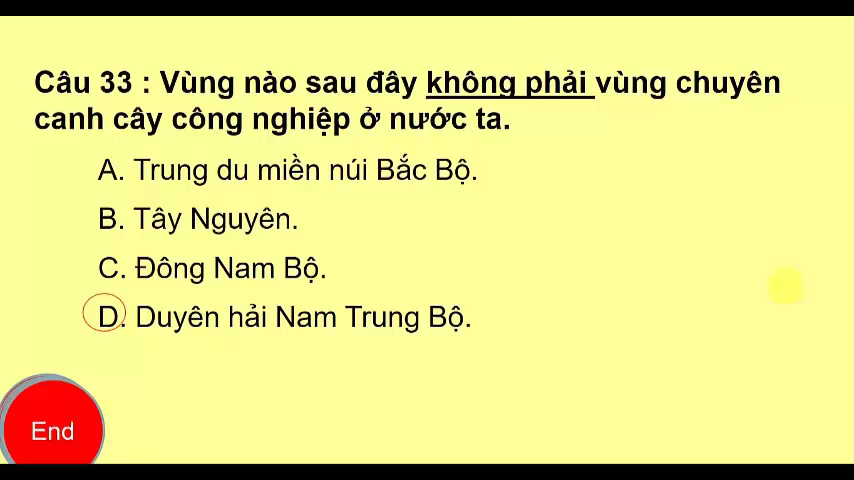 Câu 33 : Vùng nào sau đây không phải vùng chuyên
canh cây công nghiệp ở nước ta.
A. Trung du miền núi Bắc Bộ.
B. Tây Nguyên.
C. Đông Nam Bộ.
D. Duyên hải Nam Trung Bộ.
End